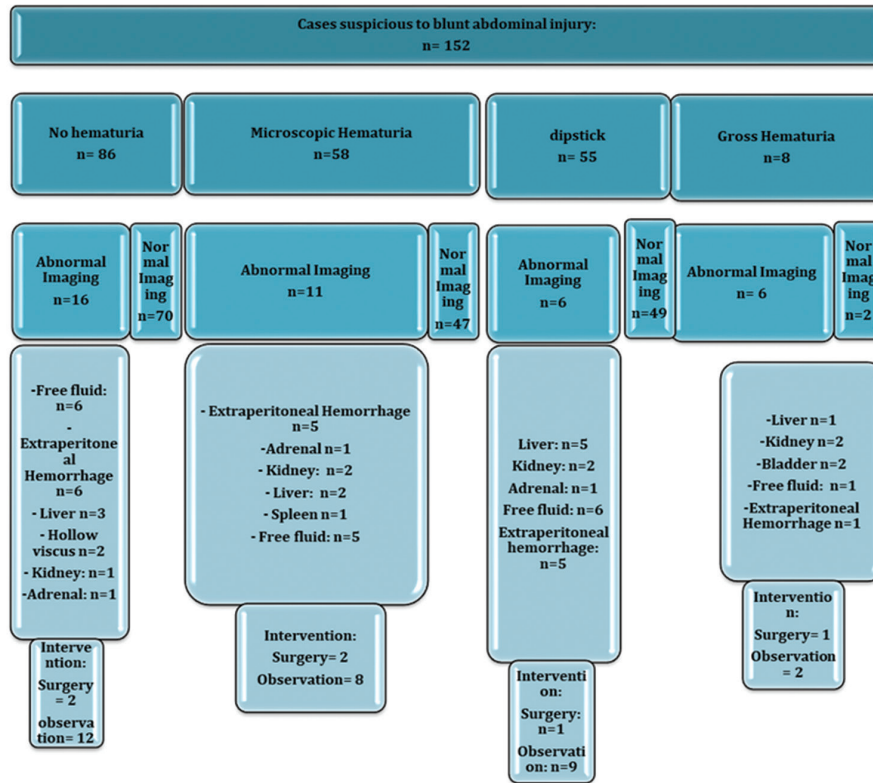 Cases suspicious to blunt abdominal injury:
n= 152
No hematuria
n= 86
Microscopic Hematuria
n=58
dipstick
n= 55
Gross Hematuria
n=8
Abnormal
Imaging
n=16
Nor
mal
Imag
ing
n=70
Abnormal Imaging
n=11
Nor
mal
Imag
ing
n=47
Abnormal
Imaging
n=6
Nor
mal
Imag
ing
n=49
Abnormal Imaging
n= 6
Nor
mal
Imag
ing
n=2
-Free fluid:
n=6
-
Extraperitone
al
Hemorrhage
n=6
- Liver n=3
- Hollow
viscus n=2
- Kidney: n=1
-Adrenal: n=1
- Extraperitoneal Hemorrhage
n=5
-Adrenal n=1
- Kidney: n=2
- Liver: n=2
- Spleen n=1
- Free fluid: n=5
Liver: n=5
Kidney: n=2
Adrenal: n=1
Free fluid: n=6
Extraperitoneal
hemorrhage:
n=5
-Liver n=1
-Kidney n=2
-Bladder n=2
-Free fluid: n=1
-Extraperitoneal
Hemorrhage n=1
Interve
ntion:
Surgery
= 2
observa
tion= 12
Intervention:
Surgery= 2
Observation= 8
Interventi
on:
Surgery:
n=1
Observati
on: n=9
Interventio
n:
Surgery= 1
Observation
= 2